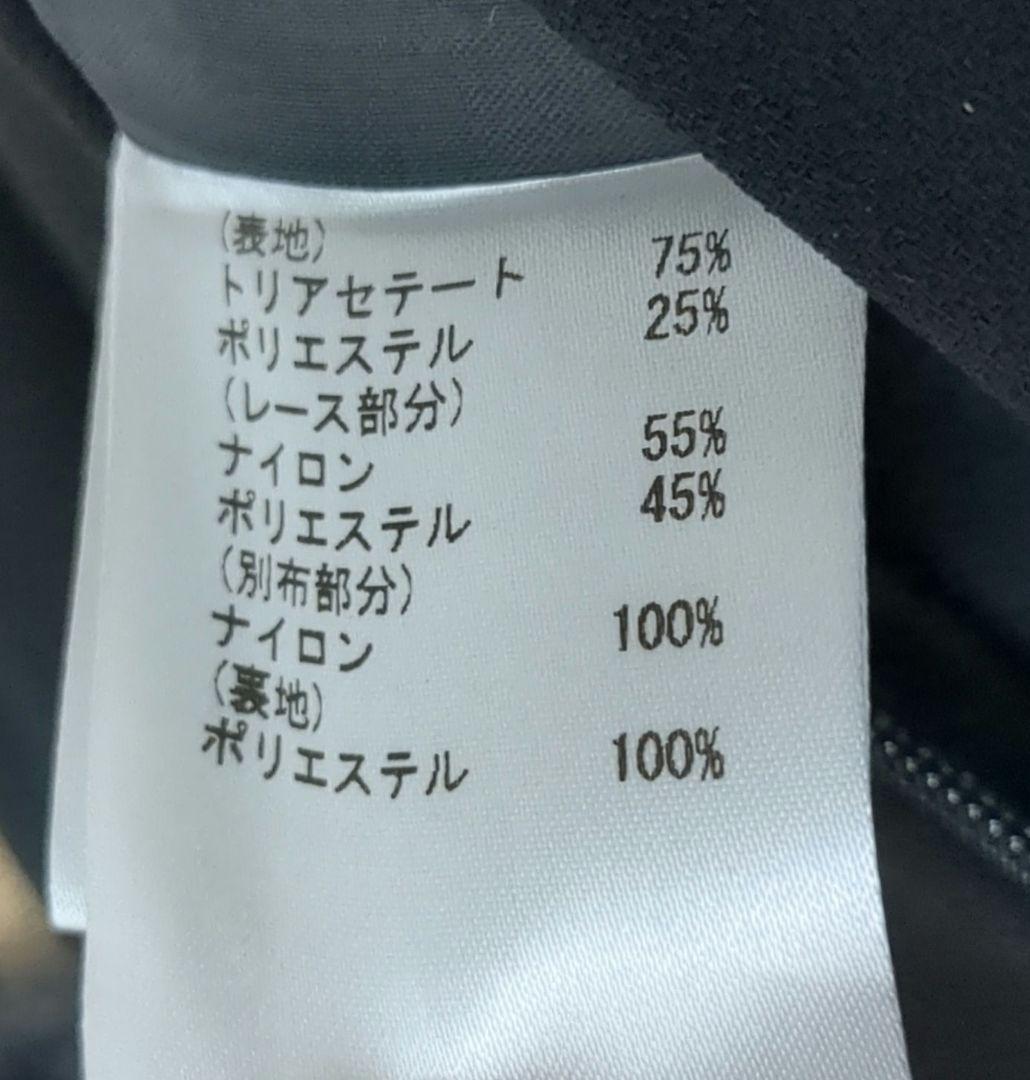 (表地)
トリアセテート 75%
ポリエステル 25%
(レース部分)
ナイロン 55%
ポリエステル 45%
(別布部分)
ナイロン 100%
(裏地)
ポリエステル 100%